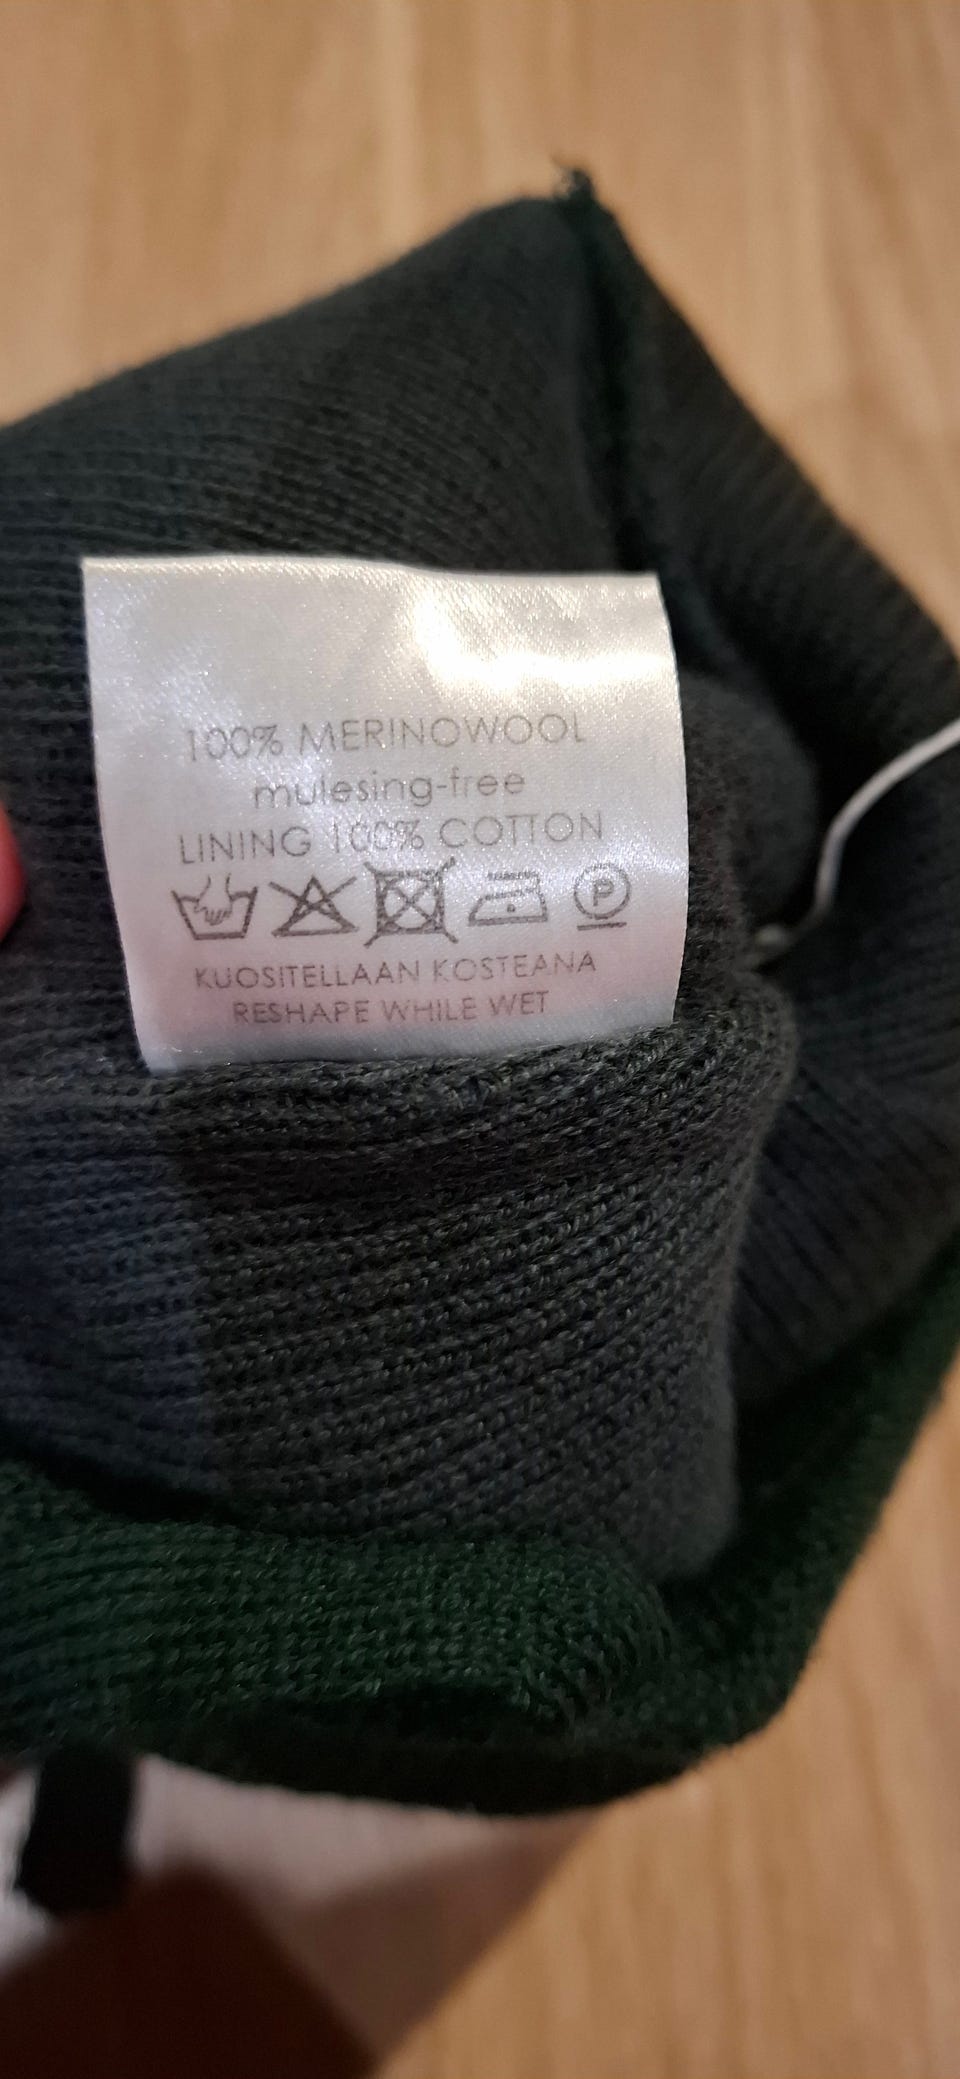 100% MERINOWOOL
mulesing-free
LINING 100% COTTON
P
KUOSITELLAAN KOSTEANA
RESHAPE WHILE WET